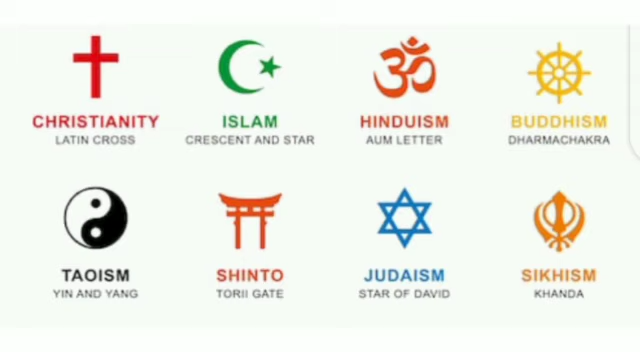 CHRISTIANITY
LATIN CROSS
ISLAM
CRESCENT AND STAR
HINDUISM
AUM LETTER
BUDDHISM
DHARMACHAKRA
TAOISM
YIN AND YANG
SHINTO
TORII GATE
JUDAISM
STAR OF DAVID
SIKHISM
KHANDA